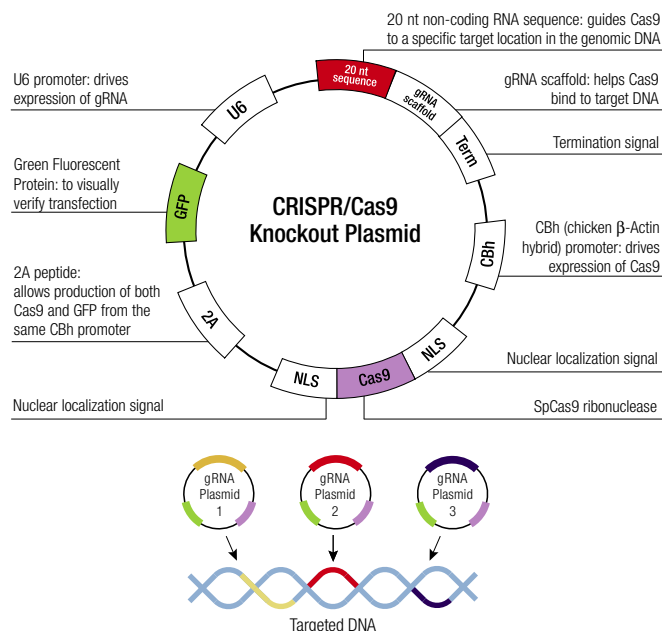 20 nt non-coding RNA sequence: guides Cas9
to a specific target location in the genomic DNA
U6 promoter: drives
expression of gRNA
gRNA scaffold: helps Cas9
bind to target DNA
Termination signal
Green Fluorescent
Protein: to visually
verify transfection
CBh (chicken β-Actin
hybrid) promoter: drives
expression of Cas9
2A peptide:
allows production of both
Cas9 and GFP from the
same CBh promoter
Nuclear localization signal
Nuclear localization signal
SpCas9 ribonuclease
20 nt
sequence
gRNA
scaffold
Term
CBh
NLS
Cas9
NLS
2A
GFP
U6
CRISPR/Cas9
Knockout Plasmid
gRNA
Plasmid
1
gRNA
Plasmid
2
gRNA
Plasmid
3
Targeted DNA